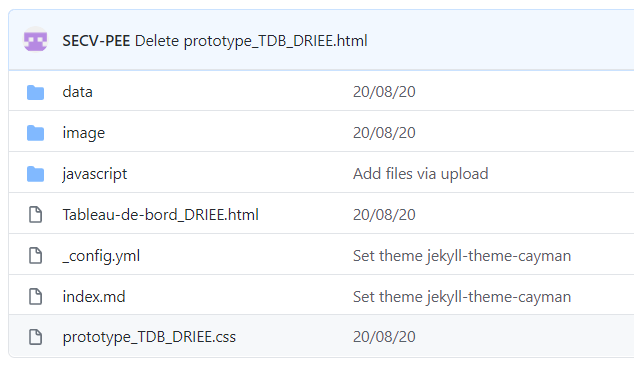 SECV-PEE Delete prototype_TDB_DRIEE.html
data 20/08/20
image 20/08/20
javascript Add files via upload
Tableau-de-bord_DRIEE.html 20/08/20
_config.yml Set theme jekyll-theme-cayman
index.md Set theme jekyll-theme-cayman
prototype_TDB_DRIEE.css 20/08/20